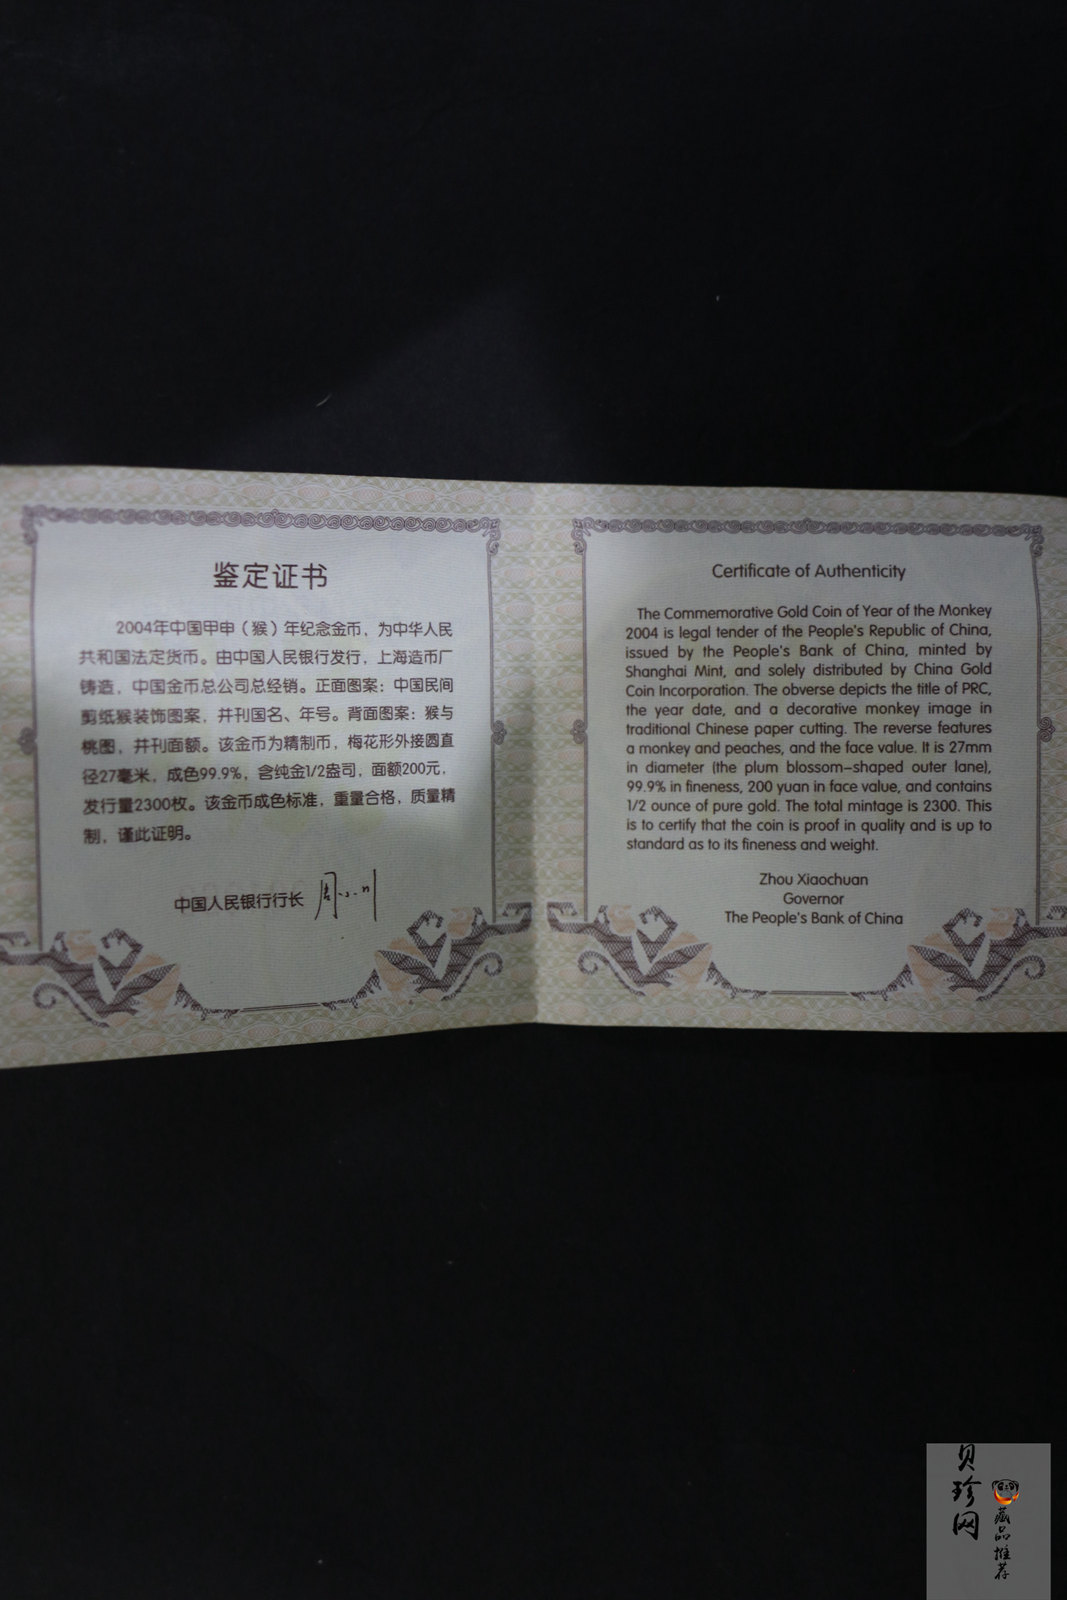 鉴定证书
2004年中国甲申（猴）年纪念金币，为中华人民
共和国法定货币。由中国人民银行发行，上海造币厂
铸造，中国金币总公司总经销。正面图案：中国民间
剪纸猴装饰图案，并刊国名、年号。背面图案：猴与
桃图，并刊面额。该金币为精制币，梅花形外接圆直
径27毫米，成色99.9%，含纯金1/2盎司，面额200元，
发行量2300枚。该金币成色标准，重量合格，质量精
制，谨此证明。
中国人民银行行长 周小川
Certificate of Authenticity
The Commemorative Gold Coin of Year of the Monkey
2004 is legal tender of the People's Republic of China,
issued by the People's Bank of China, minted by
Shanghai Mint, and solely distributed by China Gold
Coin Incorporation. The obverse depicts the title of PRC,
the year date, and a decorative monkey image in
traditional Chinese paper cutting. The reverse features
a monkey and peaches, and the face value. It is 27mm
in diameter (the plum blossom-shaped outer lane),
99.9% in fineness, 200 yuan in face value, and contains
1/2 ounce of pure gold. The total mintage is 2300. This
is to certify that the coin is proof in quality and is up to
standard as to its fineness and weight.
Zhou Xiaochuan
Governor
The People's Bank of China
贝珍网
藏品推荐